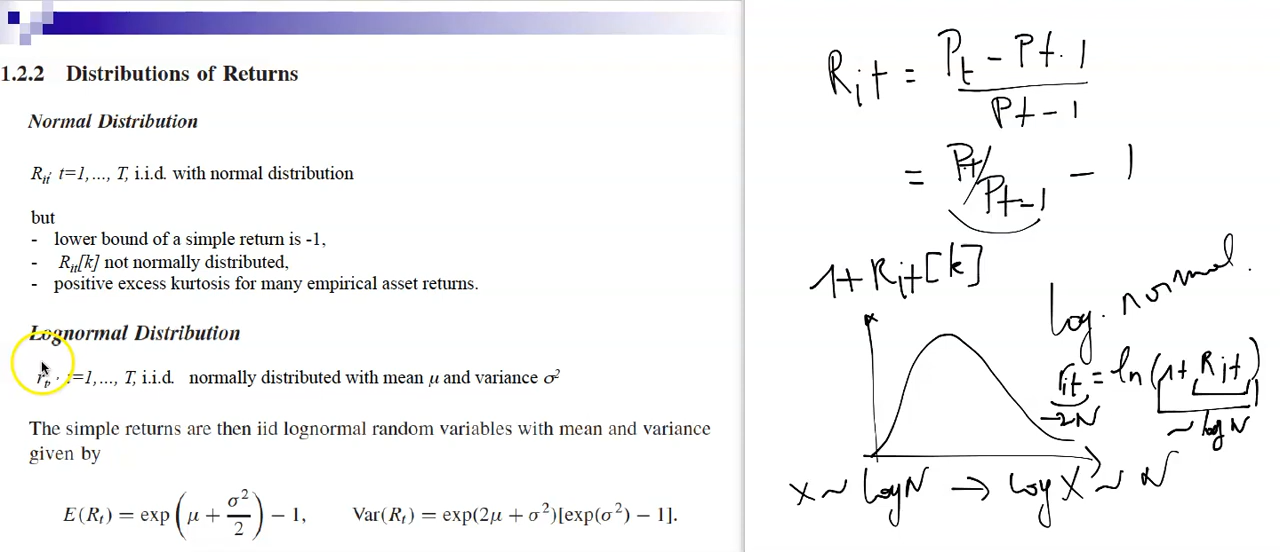 1.2.2 Distributions of Returns
Normal Distribution
R_it, t=1,..., T, i.i.d. with normal distribution
but
- lower bound of a simple return is -1,
- R_it[k] not normally distributed,
- positive excess kurtosis for many empirical asset returns.
Lognormal Distribution
t=1,..., T, i.i.d. normally distributed with mean μ and variance σ²
The simple returns are then iid lognormal random variables with mean and variance
given by
E(R_t) = exp(μ + σ²/2) − 1, Var(R_t) = exp(2μ + σ²)[exp(σ²) − 1].
R_it = P_t - P_t-1
P_t-1
= P_t/P_t-1 - 1
1+R_it[k]
log. normal.
r_it = ln(1+R_it)
~N
~ log N
X ~ log N → log X ~ N